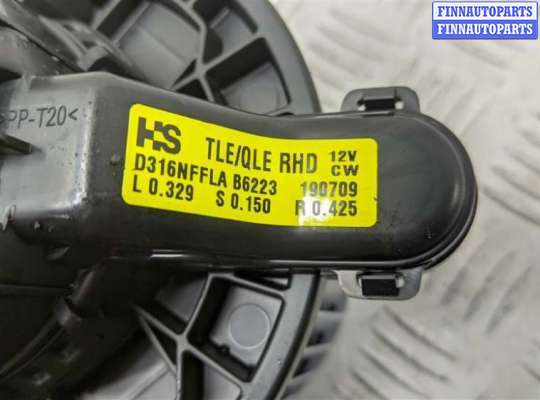 FINNAUTOPARTS
FINNAUTOPARTS
PP-T20<
HS TLE/QLE RHD 12V CW
D316NFFLA B6223 190709
L 0.329 S 0.150 R 0.425